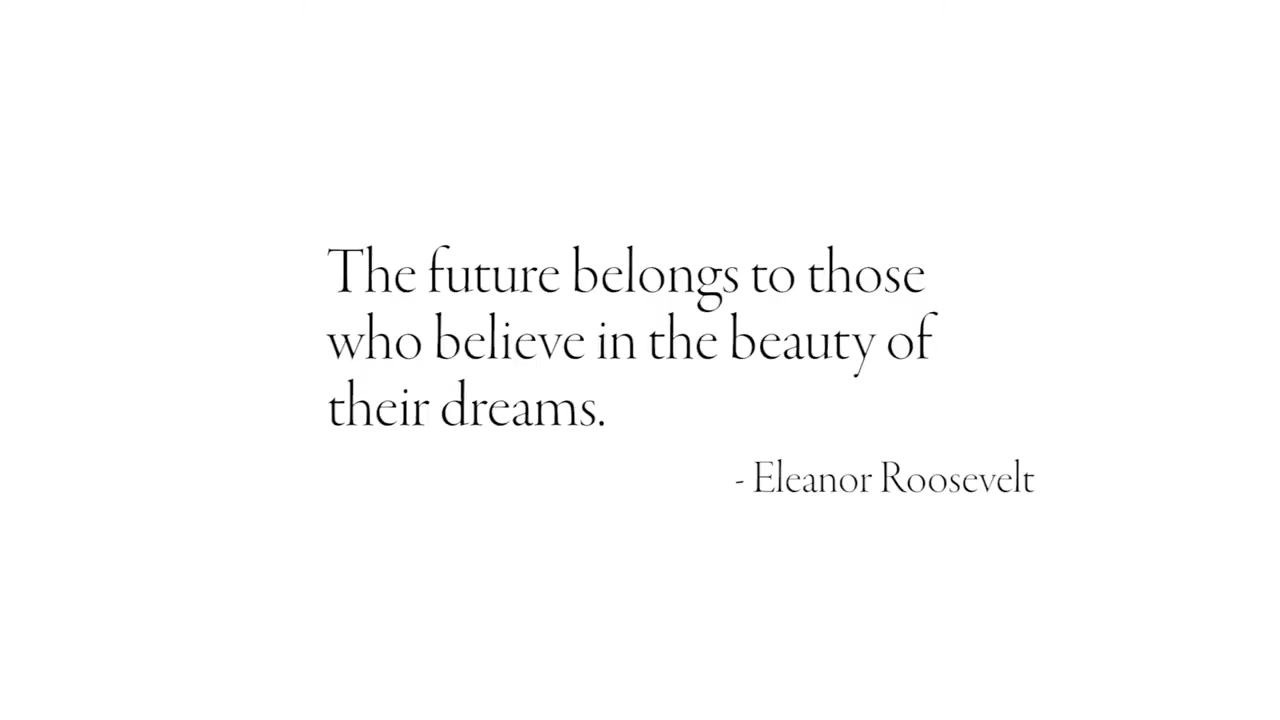 The future belongs to those
who believe in the beauty of
their dreams.
- Eleanor Roosevelt